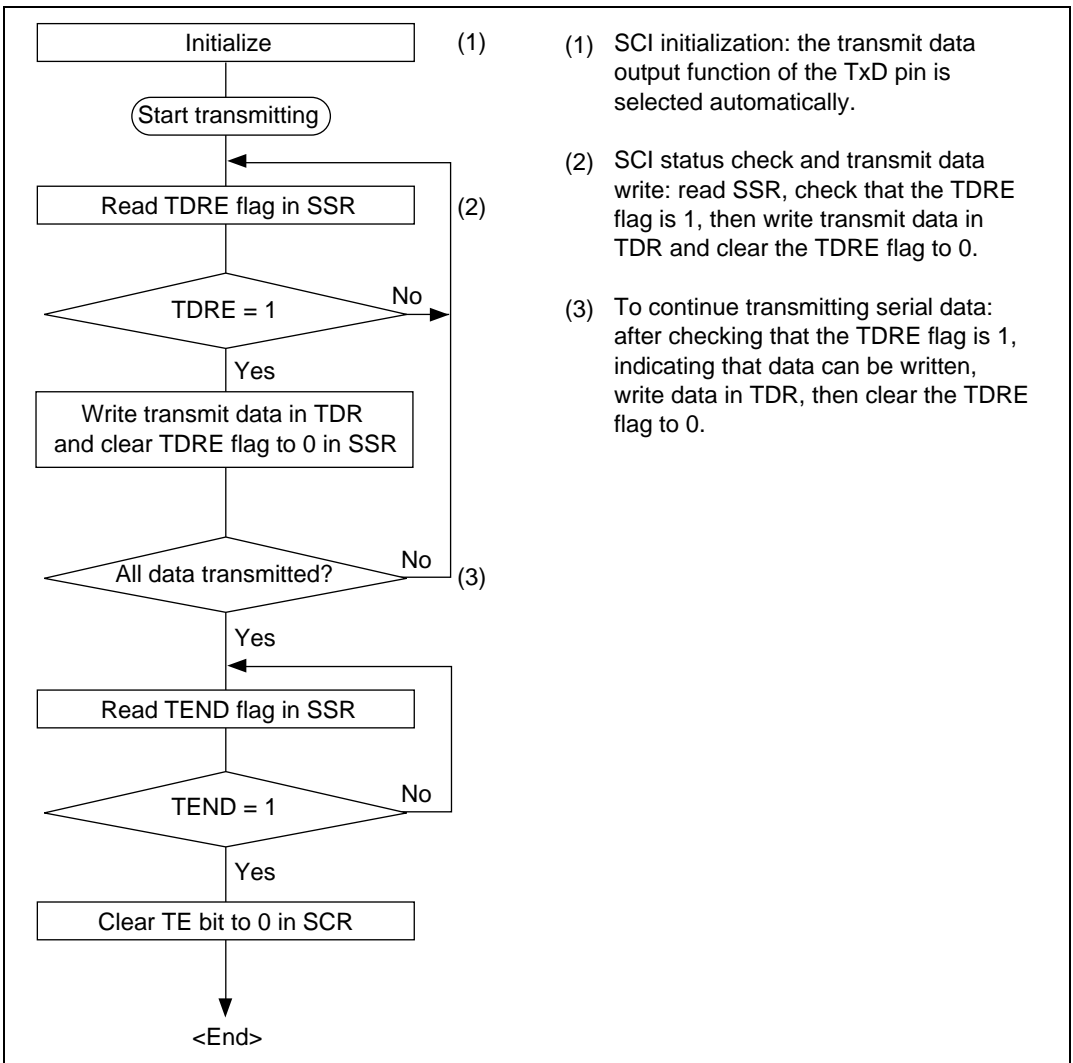 Initialize
(1)
Start transmitting
Read TDRE flag in SSR
(2)
TDRE = 1
No
Yes
Write transmit data in TDR
and clear TDRE flag to 0 in SSR
All data transmitted?
No
(3)
Yes
Read TEND flag in SSR
TEND = 1
No
Yes
Clear TE bit to 0 in SCR
<End>
(1) SCI initialization: the transmit data
output function of the TxD pin is
selected automatically.
(2) SCI status check and transmit data
write: read SSR, check that the TDRE
flag is 1, then write transmit data in
TDR and clear the TDRE flag to 0.
(3) To continue transmitting serial data:
after checking that the TDRE flag is 1,
indicating that data can be written,
write data in TDR, then clear the TDRE
flag to 0.